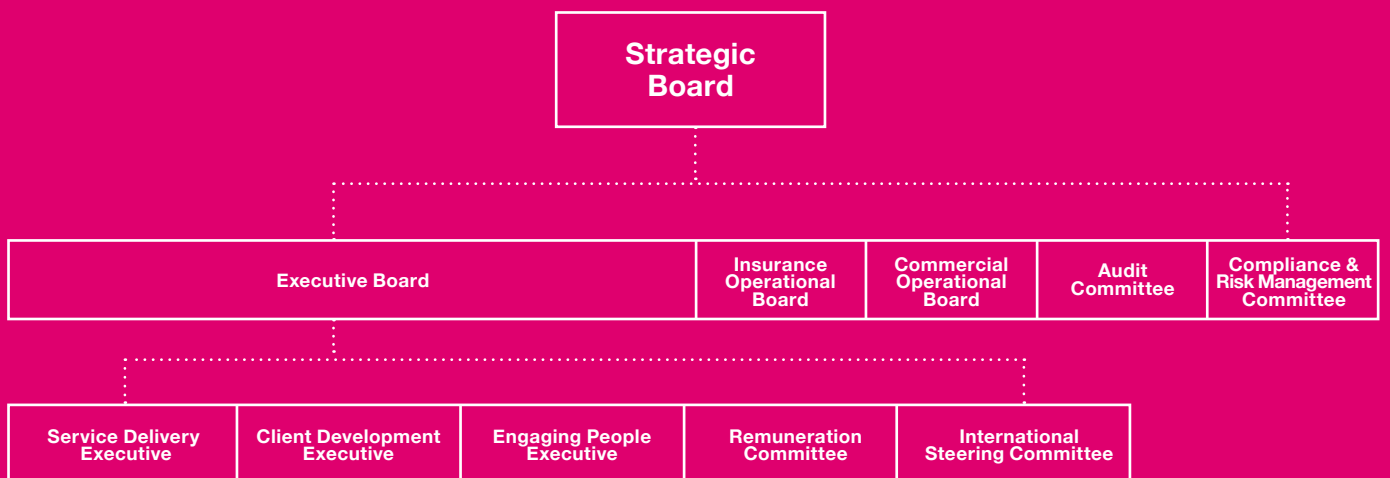 Strategic
Board
Executive Board
Insurance
Operational
Board
Commercial
Operational
Board
Audit
Committee
Compliance &
Risk Management
Committee
Service Delivery
Executive
Client Development
Executive
Engaging People
Executive
Remuneration
Committee
International
Steering Committee